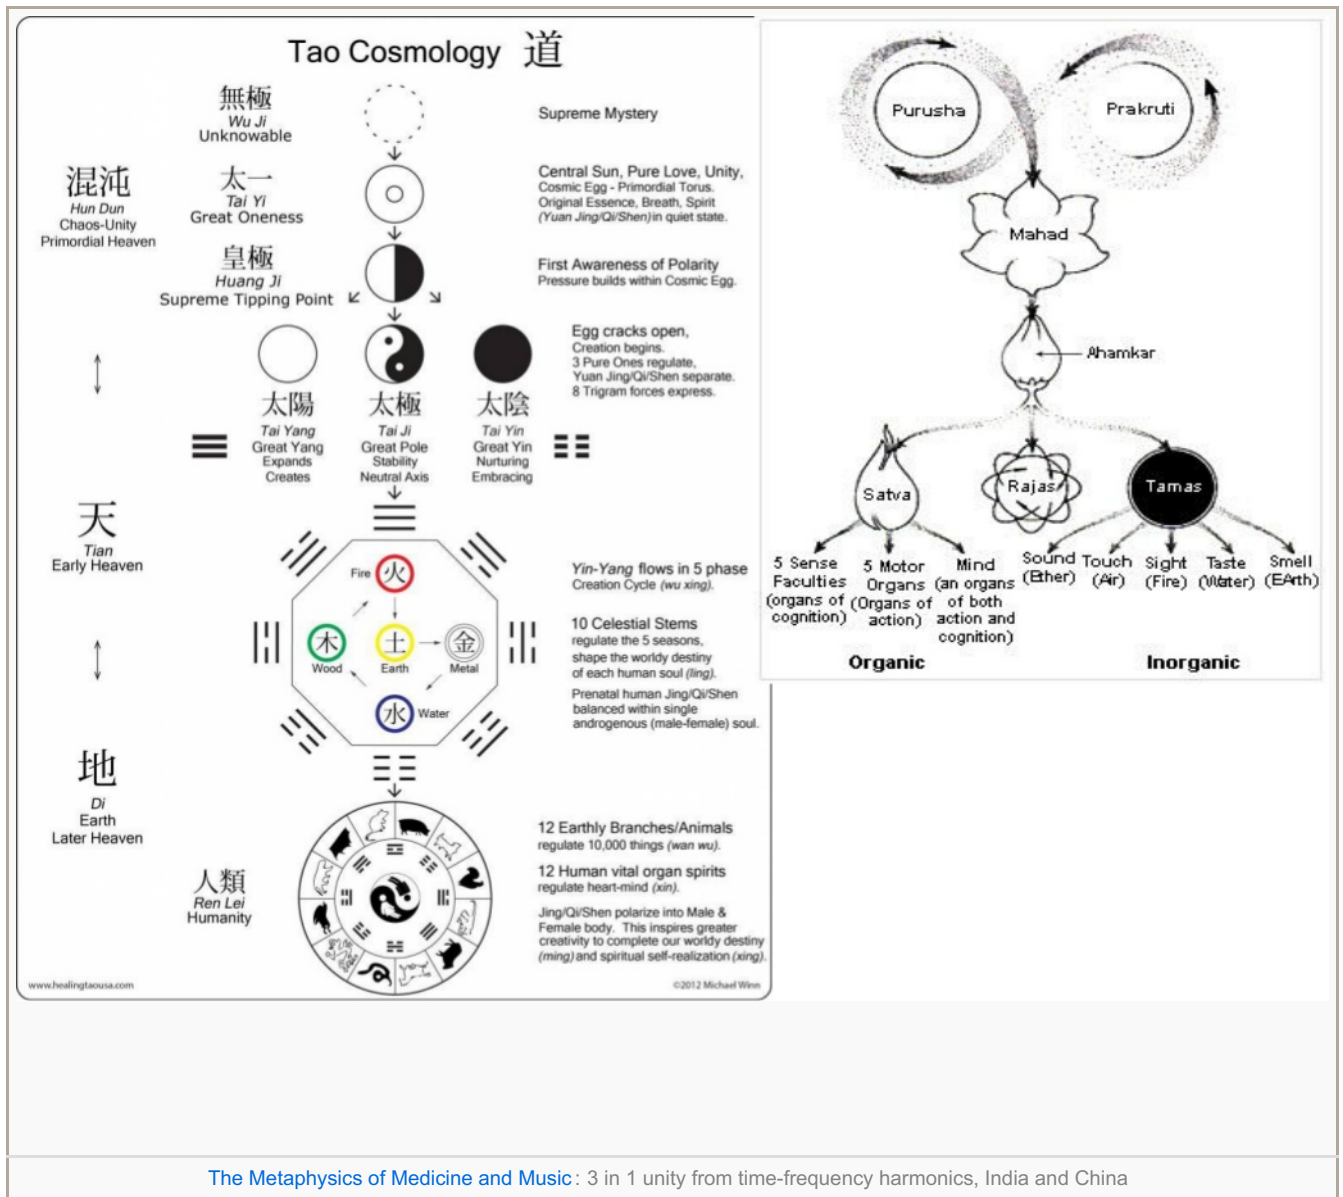 Tao Cosmology 道
無極
Wu Ji
Unknowable
Supreme Mystery
混沌
Hun Dun
Chaos-Unity
Primordial Heaven
太一
Tai Yi
Great Oneness
Central Sun, Pure Love, Unity,
Cosmic Egg - Primordial Torus.
Original Essence, Breath, Spirit
(Yuan Jing/Qi/Shen) in quiet state.
皇極
Huang Ji
Supreme Tipping Point
First Awareness of Polarity
Pressure builds within Cosmic Egg.
Egg cracks open,
Creation begins.
3 Pure Ones regulate,
Yuan Jing/Qi/Shen separate.
8 Trigram forces express.
太陽
Tai Yang
Great Yang
Expands
Creates
太極
Tai Ji
Great Pole
Stability
Neutral Axis
太陰
Tai Yin
Great Yin
Nurturing
Embracing
天
Tian
Early Heaven
Fire 火
木
Wood
土
Earth
金
Metal
水 Water
Yin-Yang flows in 5 phase
Creation Cycle (wu xing).
10 Celestial Stems
regulate the 5 seasons,
shape the worldy destiny
of each human soul (ling).
Prenatal human Jing/Qi/Shen
balanced within single
androgenous (male-female) soul.
地
Di
Earth
Later Heaven
人類
Ren Lei
Humanity
12 Earthly Branches/Animals
regulate 10,000 things (wan wu).
12 Human vital organ spirits
regulate heart-mind (xin).
Jing/Qi/Shen polarize into Male &
Female body. This inspires greater
creativity to complete our worldy destiny
(ming) and spiritual self-realization (xing).
www.healingtaousa.com
©2012 Michael Winn
Purusha
Prakruti
Mahad
Ahamkar
Satva
Rajas
Tamas
5 Sense
Faculties
(organs of
cognition)
5 Motor
Organs
(Organs of
action)
Mind
(an organs
of both
action and
cognition)
Sound
(Ether)
Touch
(Air)
Sight
(Fire)
Taste
(Water)
Smell
(EArth)
Organic
Inorganic
The Metaphysics of Medicine and Music : 3 in 1 unity from time-frequency harmonics, India and China